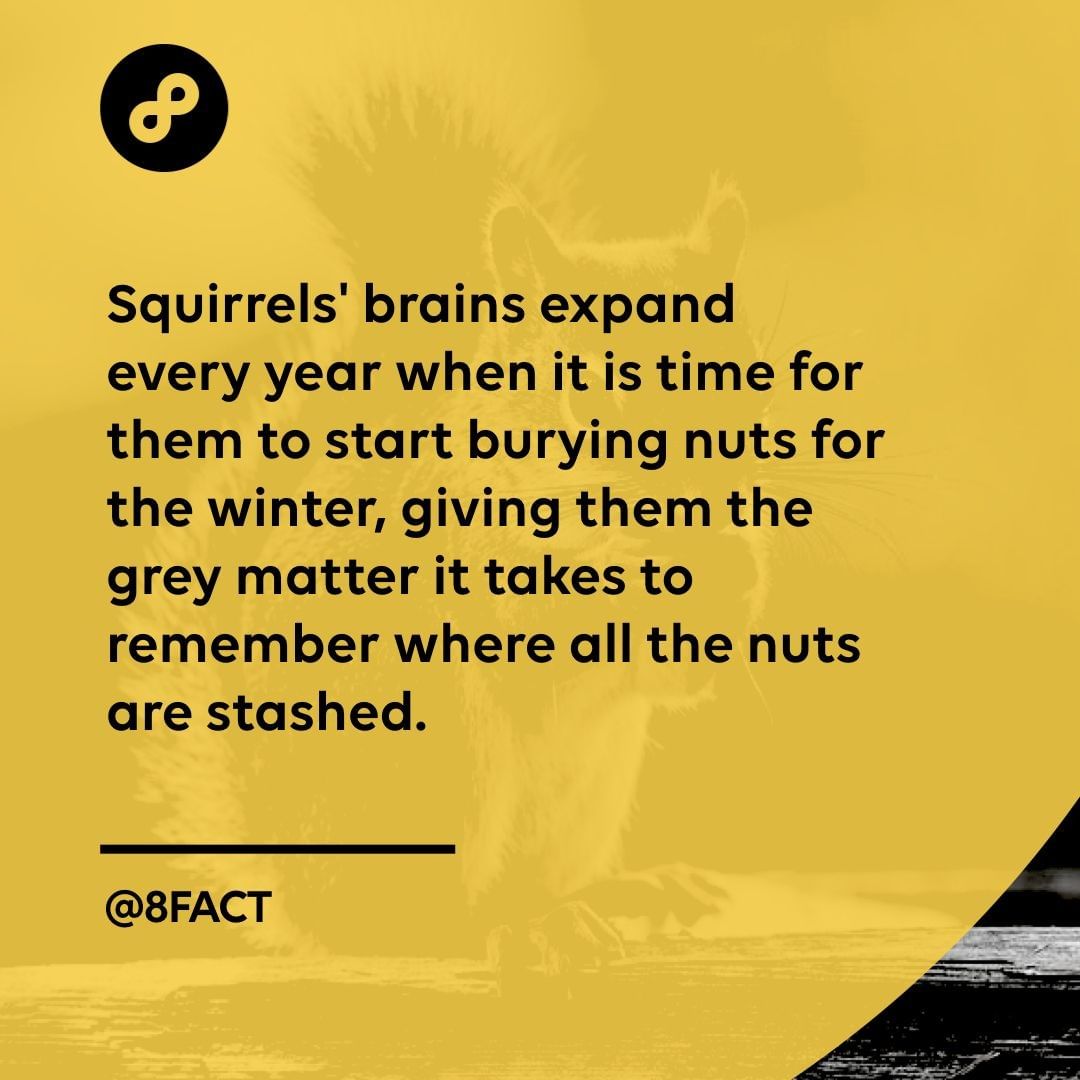 Squirrels' brains expand
every year when it is time for
them to start burying nuts for
the winter, giving them the
grey matter it takes to
remember where all the nuts
are stashed.
@8FACT